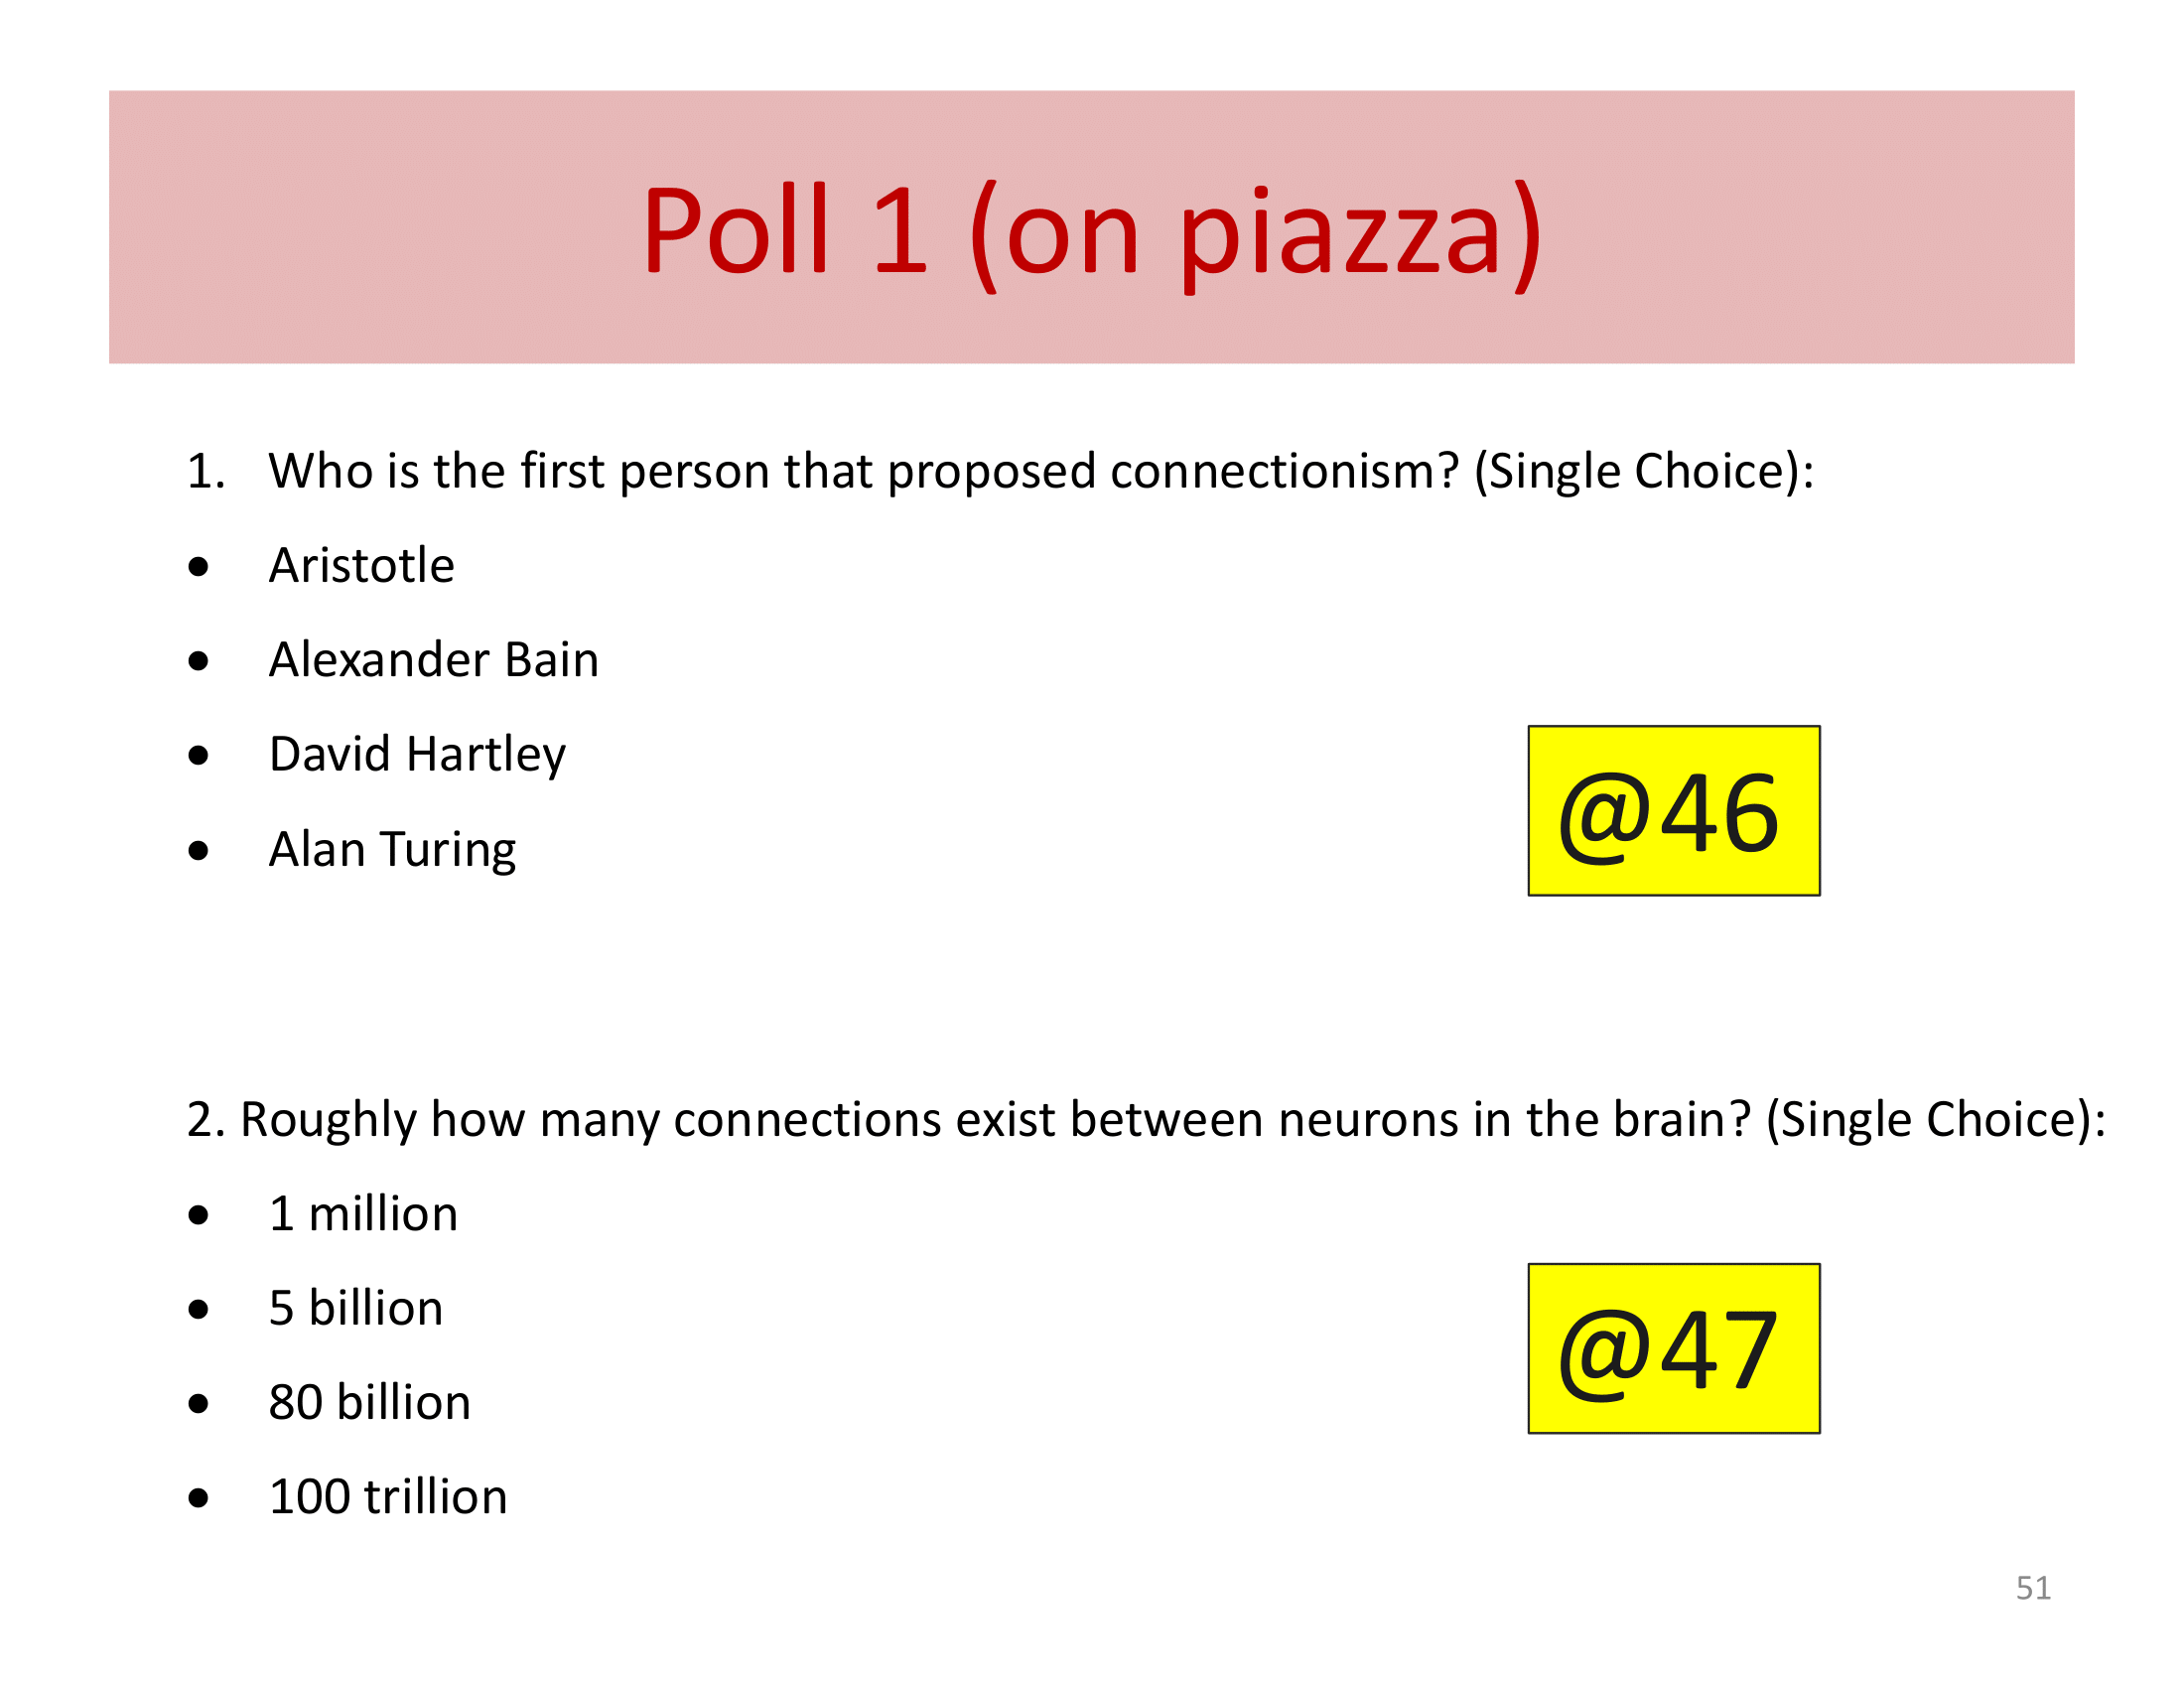 Poll 1 (on piazza)
1. Who is the first person that proposed connectionism? (Single Choice):
● Aristotle
● Alexander Bain
● David Hartley
● Alan Turing
@46
2. Roughly how many connections exist between neurons in the brain? (Single Choice):
● 1 million
● 5 billion
● 80 billion
● 100 trillion
@47
51